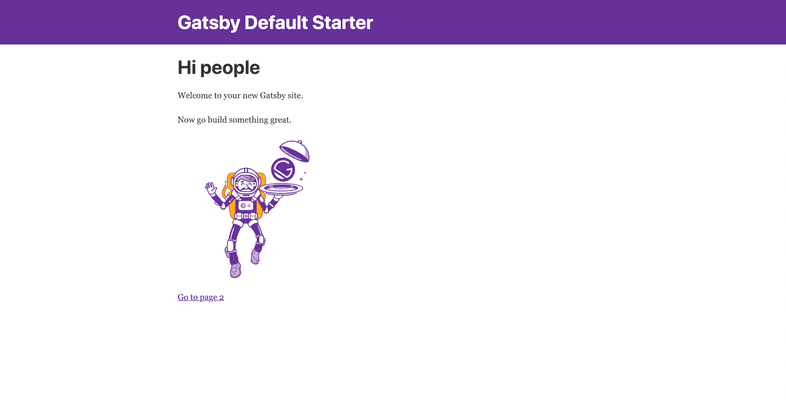 Gatsby Default Starter
Hi people
Welcome to your new Gatsby site.
Now go build something great.
Go to page 2